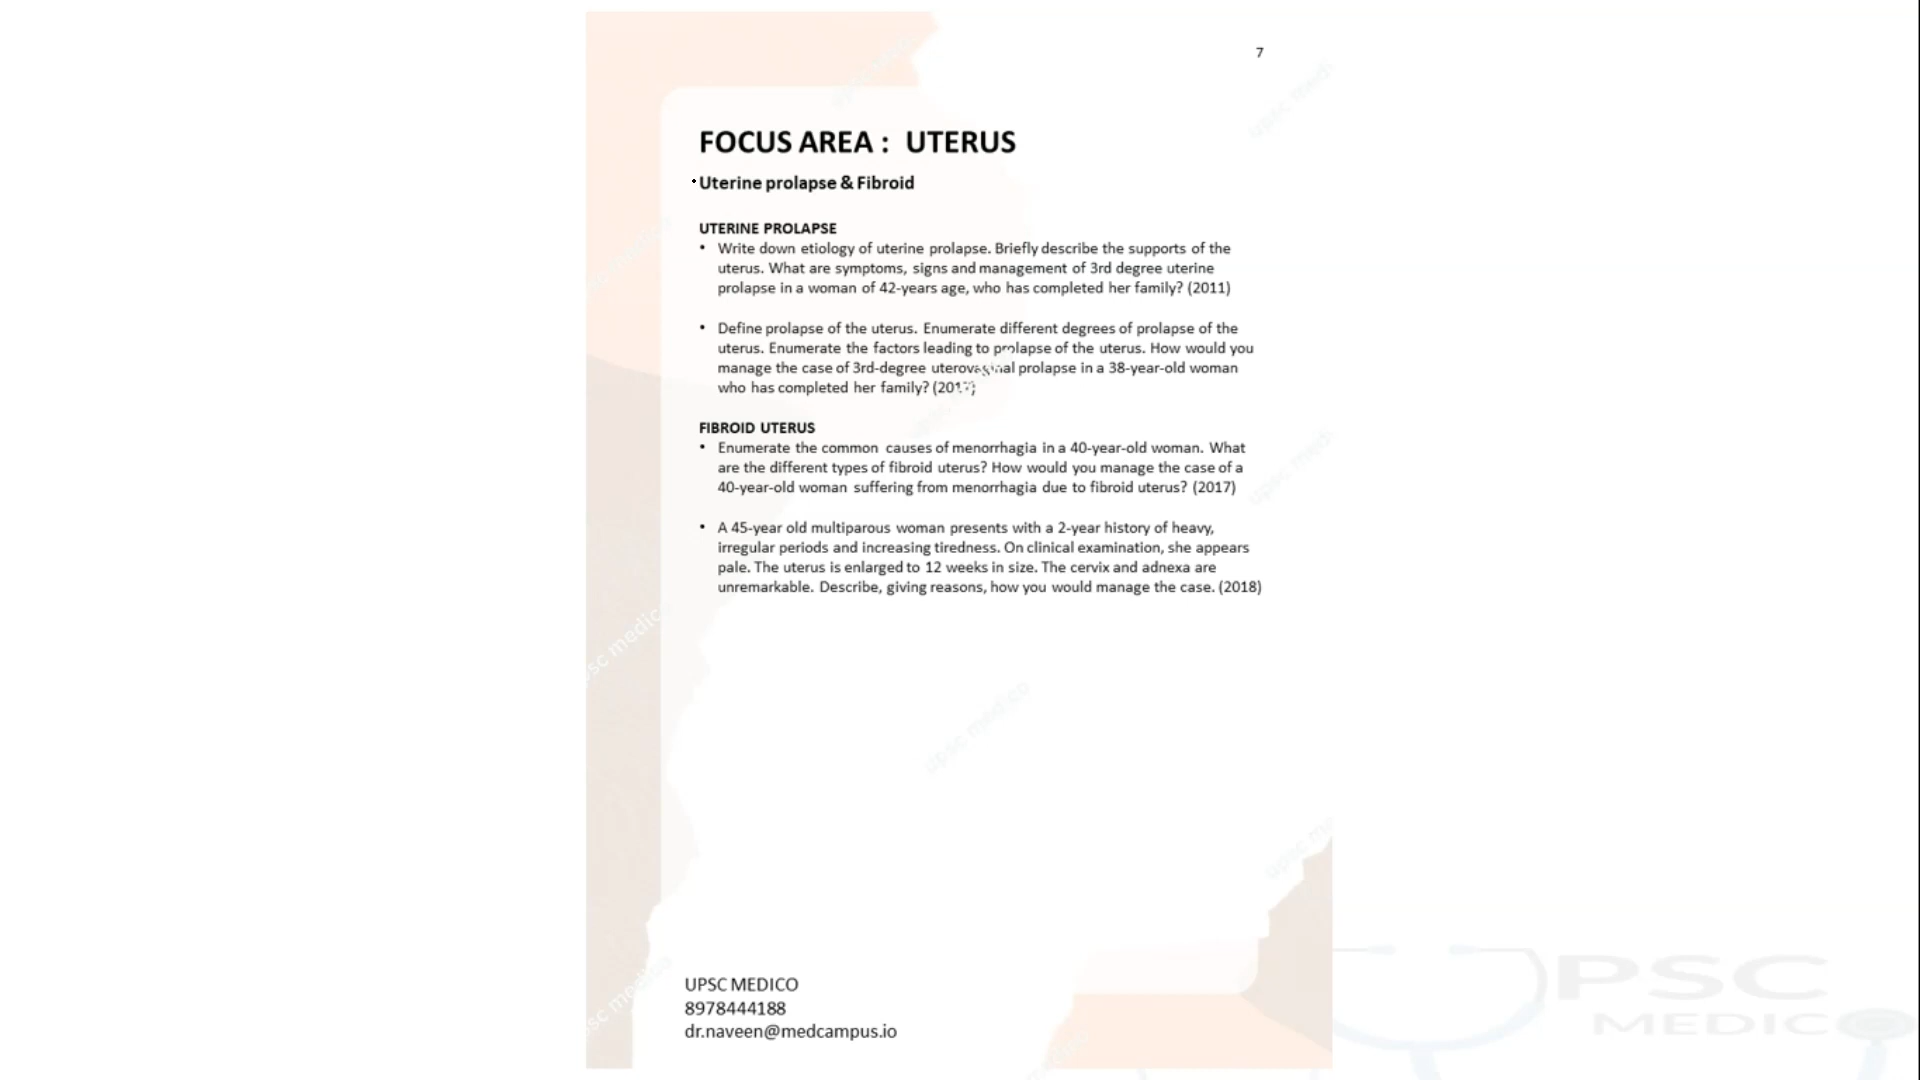 7
FOCUS AREA : UTERUS
• Uterine prolapse & Fibroid
UTERINE PROLAPSE
• Write down etiology of uterine prolapse. Briefly describe the supports of the
uterus. What are symptoms, signs and management of 3rd degree uterine
prolapse in a woman of 42-years age, who has completed her family? (2011)
• Define prolapse of the uterus. Enumerate different degrees of prolapse of the
uterus. Enumerate the factors leading to prolapse of the uterus. How would you
manage the case of 3rd-degree uterovaginal prolapse in a 38-year-old woman
who has completed her family?
FIBROID UTERUS
• Enumerate the common causes of menorrhagia in a 40-year-old woman. What
are the different types of fibroid uterus? How would you manage the case of a
40-year-old woman suffering from menorrhagia due to fibroid uterus? (2017)
• A 45-year old multiparous woman presents with a 2-year history of heavy,
irregular periods and increasing tiredness. On clinical examination, she appears
pale. The uterus is enlarged to 12 weeks in size. The cervix and adnexa are
unremarkable. Describe, giving reasons, how you would manage the case. (2018)
upsc medico
UPSC MEDICO
8978444188
dr.naveen@medcampus.io
PSC
MEDICO